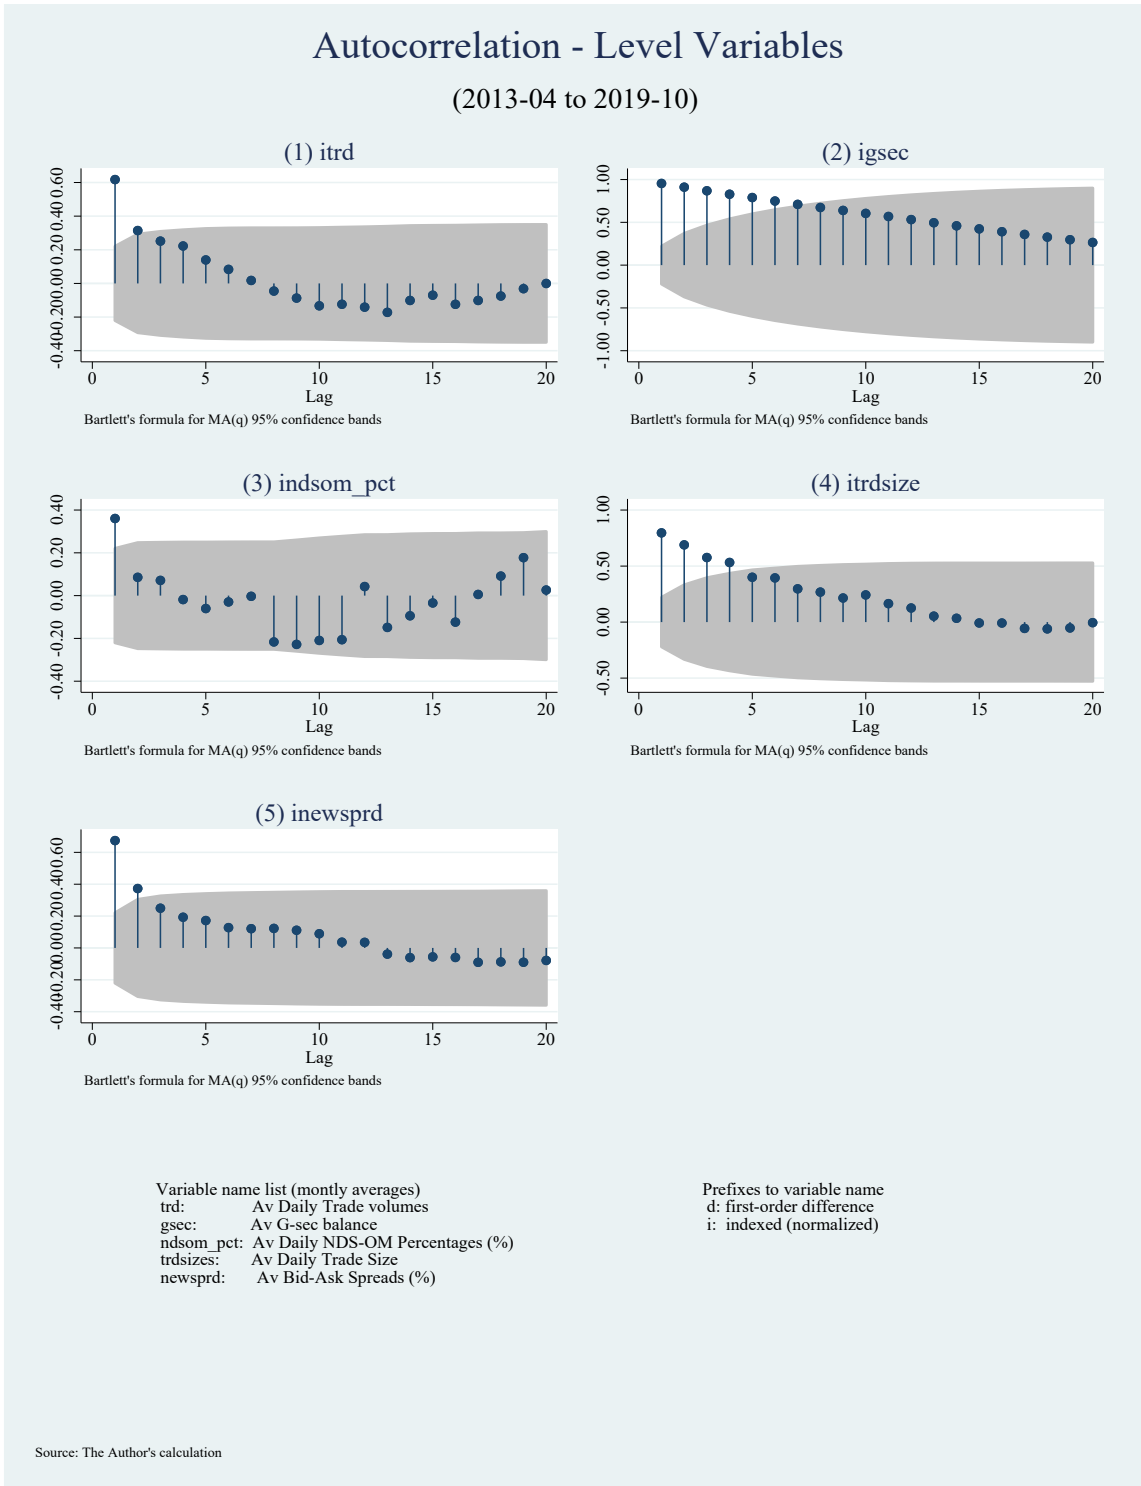 Autocorrelation - Level Variables
(2013-04 to 2019-10)
(1) itrd
0.60
0.40
0.20
0.00
-0.20
-0.40
0 5 10 15 20
Lag
Bartlett's formula for MA(q) 95% confidence bands
(2) igsec
1.00
0.50
0.00
-0.50
-1.00
0 5 10 15 20
Lag
Bartlett's formula for MA(q) 95% confidence bands
(3) indsom_pct
0.40
0.20
0.00
-0.20
-0.40
0 5 10 15 20
Lag
Bartlett's formula for MA(q) 95% confidence bands
(4) itrdsize
1.00
0.50
0.00
-0.50
0 5 10 15 20
Lag
Bartlett's formula for MA(q) 95% confidence bands
(5) inewsprd
0.60
0.40
0.20
0.00
-0.20
-0.40
0 5 10 15 20
Lag
Bartlett's formula for MA(q) 95% confidence bands
Variable name list (montly averages)
trd: Av Daily Trade volumes
gsec: Av G-sec balance
ndsom_pct: Av Daily NDS-OM Percentages (%)
trdsizes: Av Daily Trade Size
newsprd: Av Bid-Ask Spreads (%)
Prefixes to variable name
d: first-order difference
i: indexed (normalized)
Source: The Author's calculation